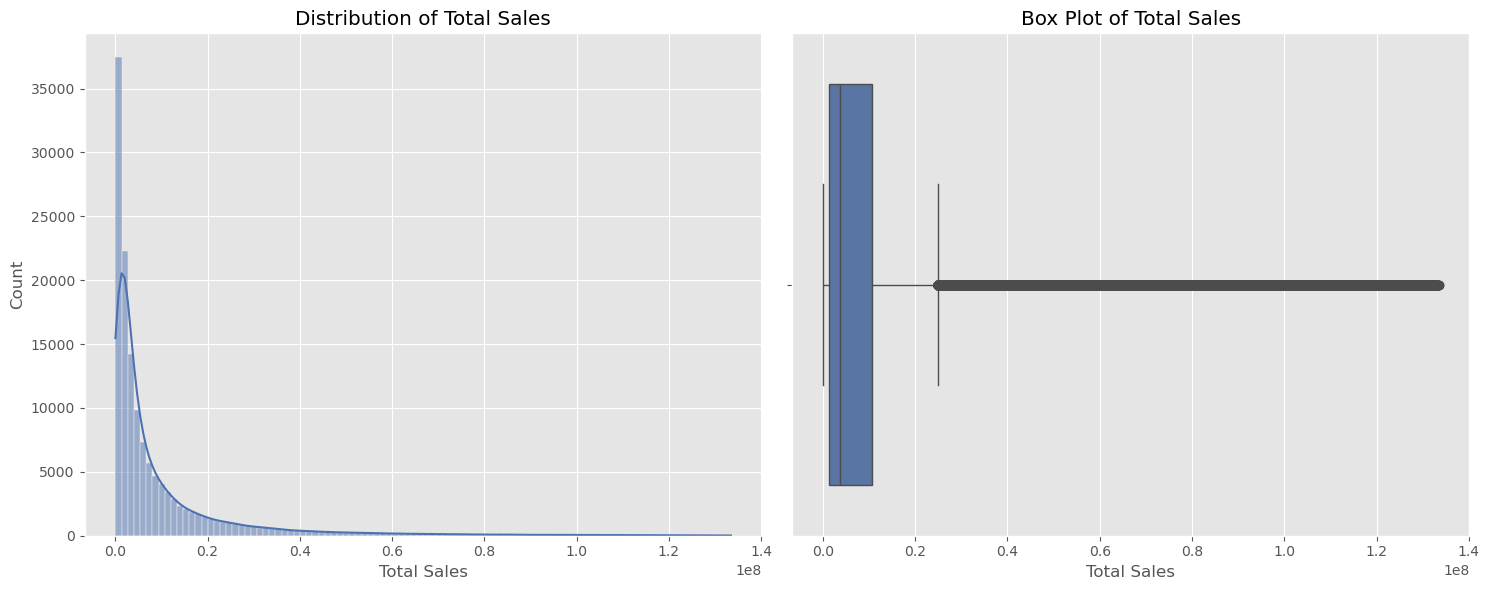 Distribution of Total Sales
Count
35000
30000
25000
20000
15000
10000
5000
0
0.0 0.2 0.4 0.6 0.8 1.0 1.2 1.4
1e8
Total Sales
Box Plot of Total Sales
0.0 0.2 0.4 0.6 0.8 1.0 1.2 1.4
1e8
Total Sales